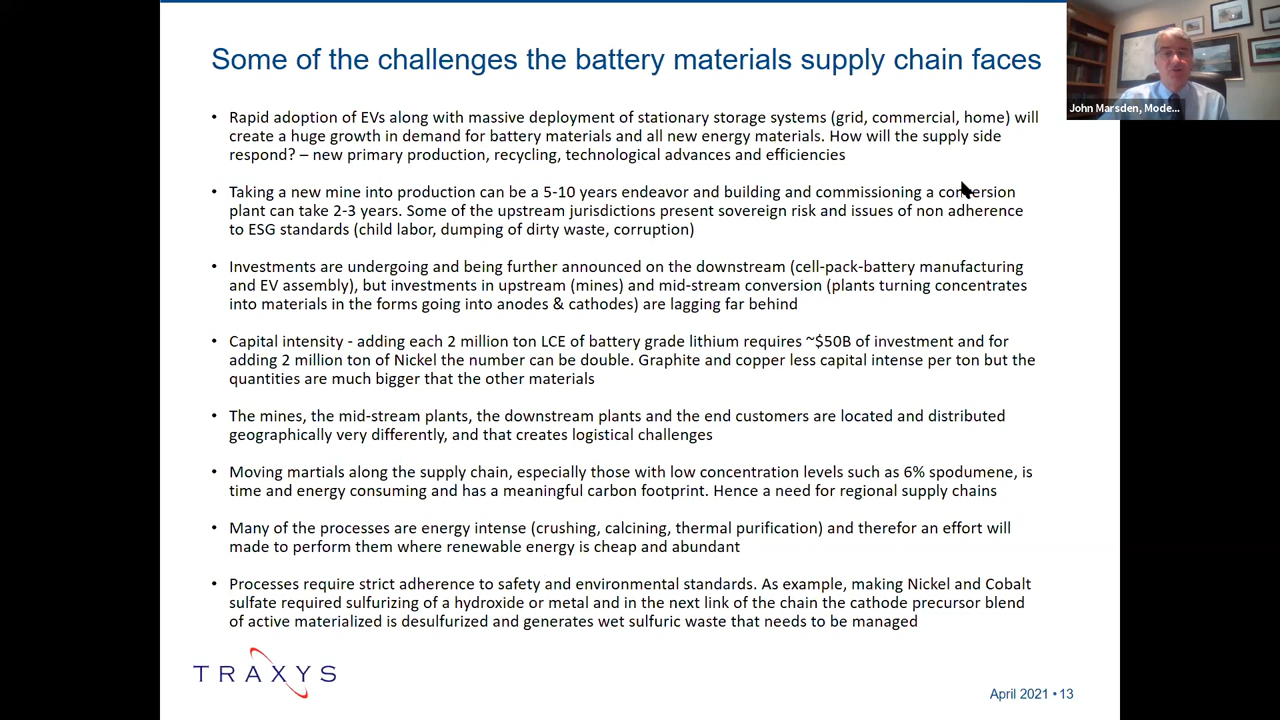 Some of the challenges the battery materials supply chain faces
John Marsden, Mode...
• Rapid adoption of EVs along with massive deployment of stationary storage systems (grid, commercial, home) will
create a huge growth in demand for battery materials and all new energy materials. How will the supply side
respond? – new primary production, recycling, technological advances and efficiencies
• Taking a new mine into production can be a 5-10 years endeavor and building and commissioning a conversion
plant can take 2-3 years. Some of the upstream jurisdictions present sovereign risk and issues of non adherence
to ESG standards (child labor, dumping of dirty waste, corruption)
• Investments are undergoing and being further announced on the downstream (cell-pack-battery manufacturing
and EV assembly), but investments in upstream (mines) and mid-stream conversion (plants turning concentrates
into materials in the forms going into anodes & cathodes) are lagging far behind
• Capital intensity - adding each 2 million ton LCE of battery grade lithium requires ~$50B of investment and for
adding 2 million ton of Nickel the number can be double. Graphite and copper less capital intense per ton but the
quantities are much bigger that the other materials
• The mines, the mid-stream plants, the downstream plants and the end customers are located and distributed
geographically very differently, and that creates logistical challenges
• Moving martials along the supply chain, especially those with low concentration levels such as 6% spodumene, is
time and energy consuming and has a meaningful carbon footprint. Hence a need for regional supply chains
• Many of the processes are energy intense (crushing, calcining, thermal purification) and therefor an effort will
made to perform them where renewable energy is cheap and abundant
• Processes require strict adherence to safety and environmental standards. As example, making Nickel and Cobalt
sulfate required sulfurizing of a hydroxide or metal and in the next link of the chain the cathode precursor blend
of active materialized is desulfurized and generates wet sulfuric waste that needs to be managed
TRAXYS
April 2021 • 13